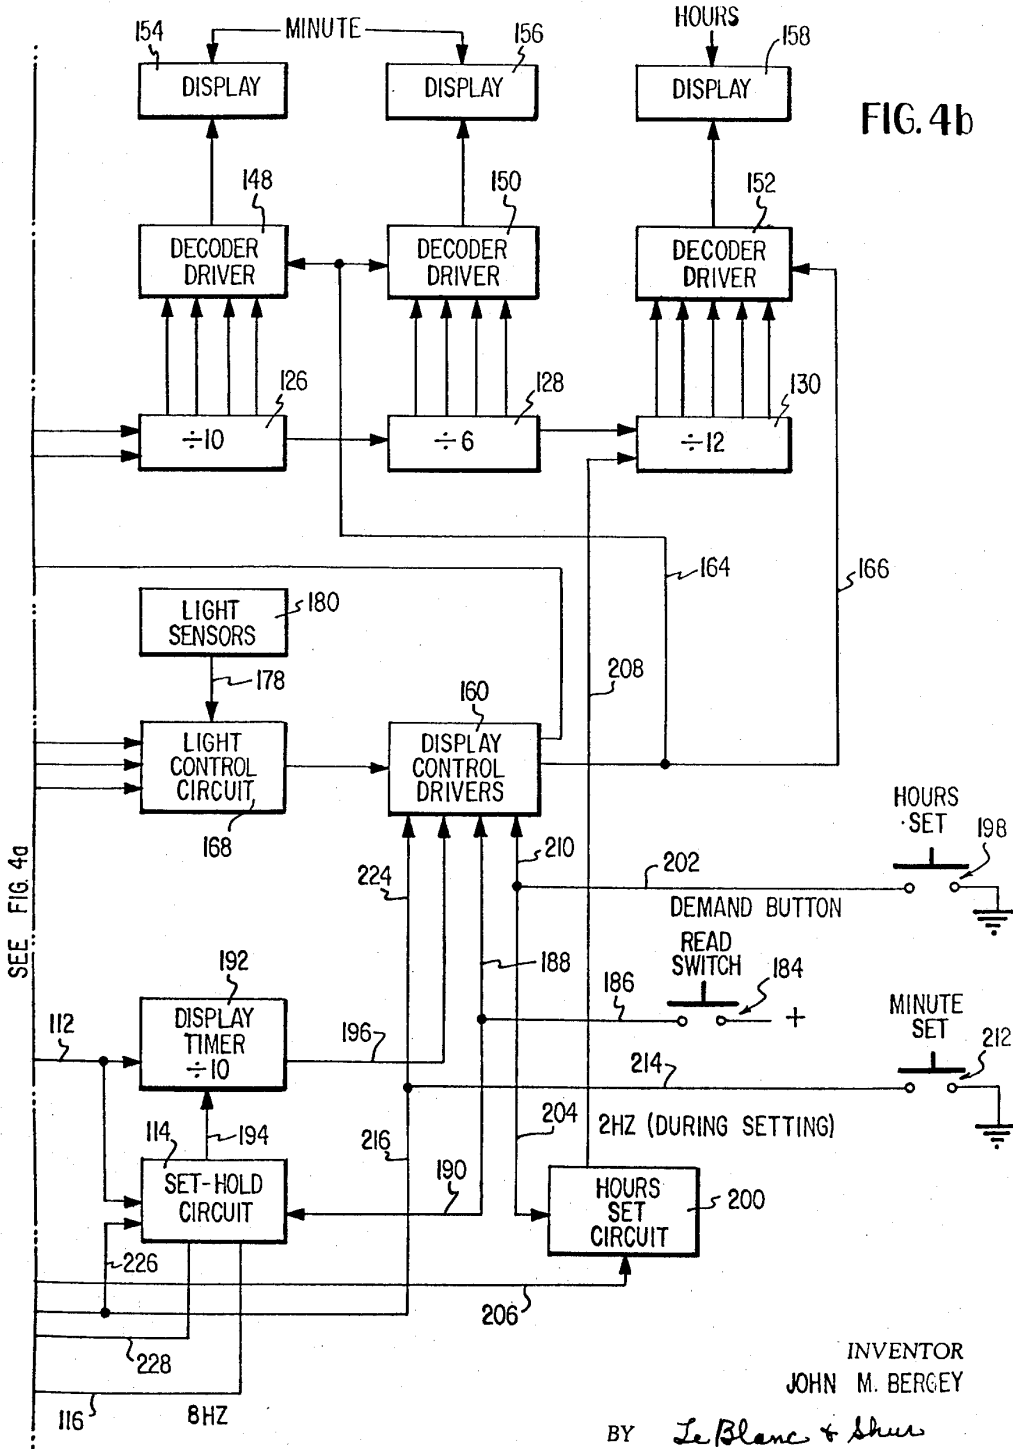 154 MINUTE 156 HOURS 158
DISPLAY DISPLAY DISPLAY
FIG. 4b
148 150 152
DECODER DRIVER
DECODER DRIVER
DECODER DRIVER
126 128 130
÷10 ÷6 ÷12
164 166
LIGHT SENSORS
180
178
208
160
LIGHT CONTROL CIRCUIT
168
DISPLAY CONTROL DRIVERS
HOURS SET
198
210
202
224
DEMAND BUTTON
READ SWITCH
184
+
188
186
SEE FIG. 4a
192
112
DISPLAY TIMER ÷10
196
MINUTE SET
212
214
204
2HZ (DURING SETTING)
194
114
216
190
SET-HOLD CIRCUIT
HOURS SET CIRCUIT
200
226
206
228
116
8HZ
INVENTOR
JOHN M. BERGEY
BY Le Blanc & Shur